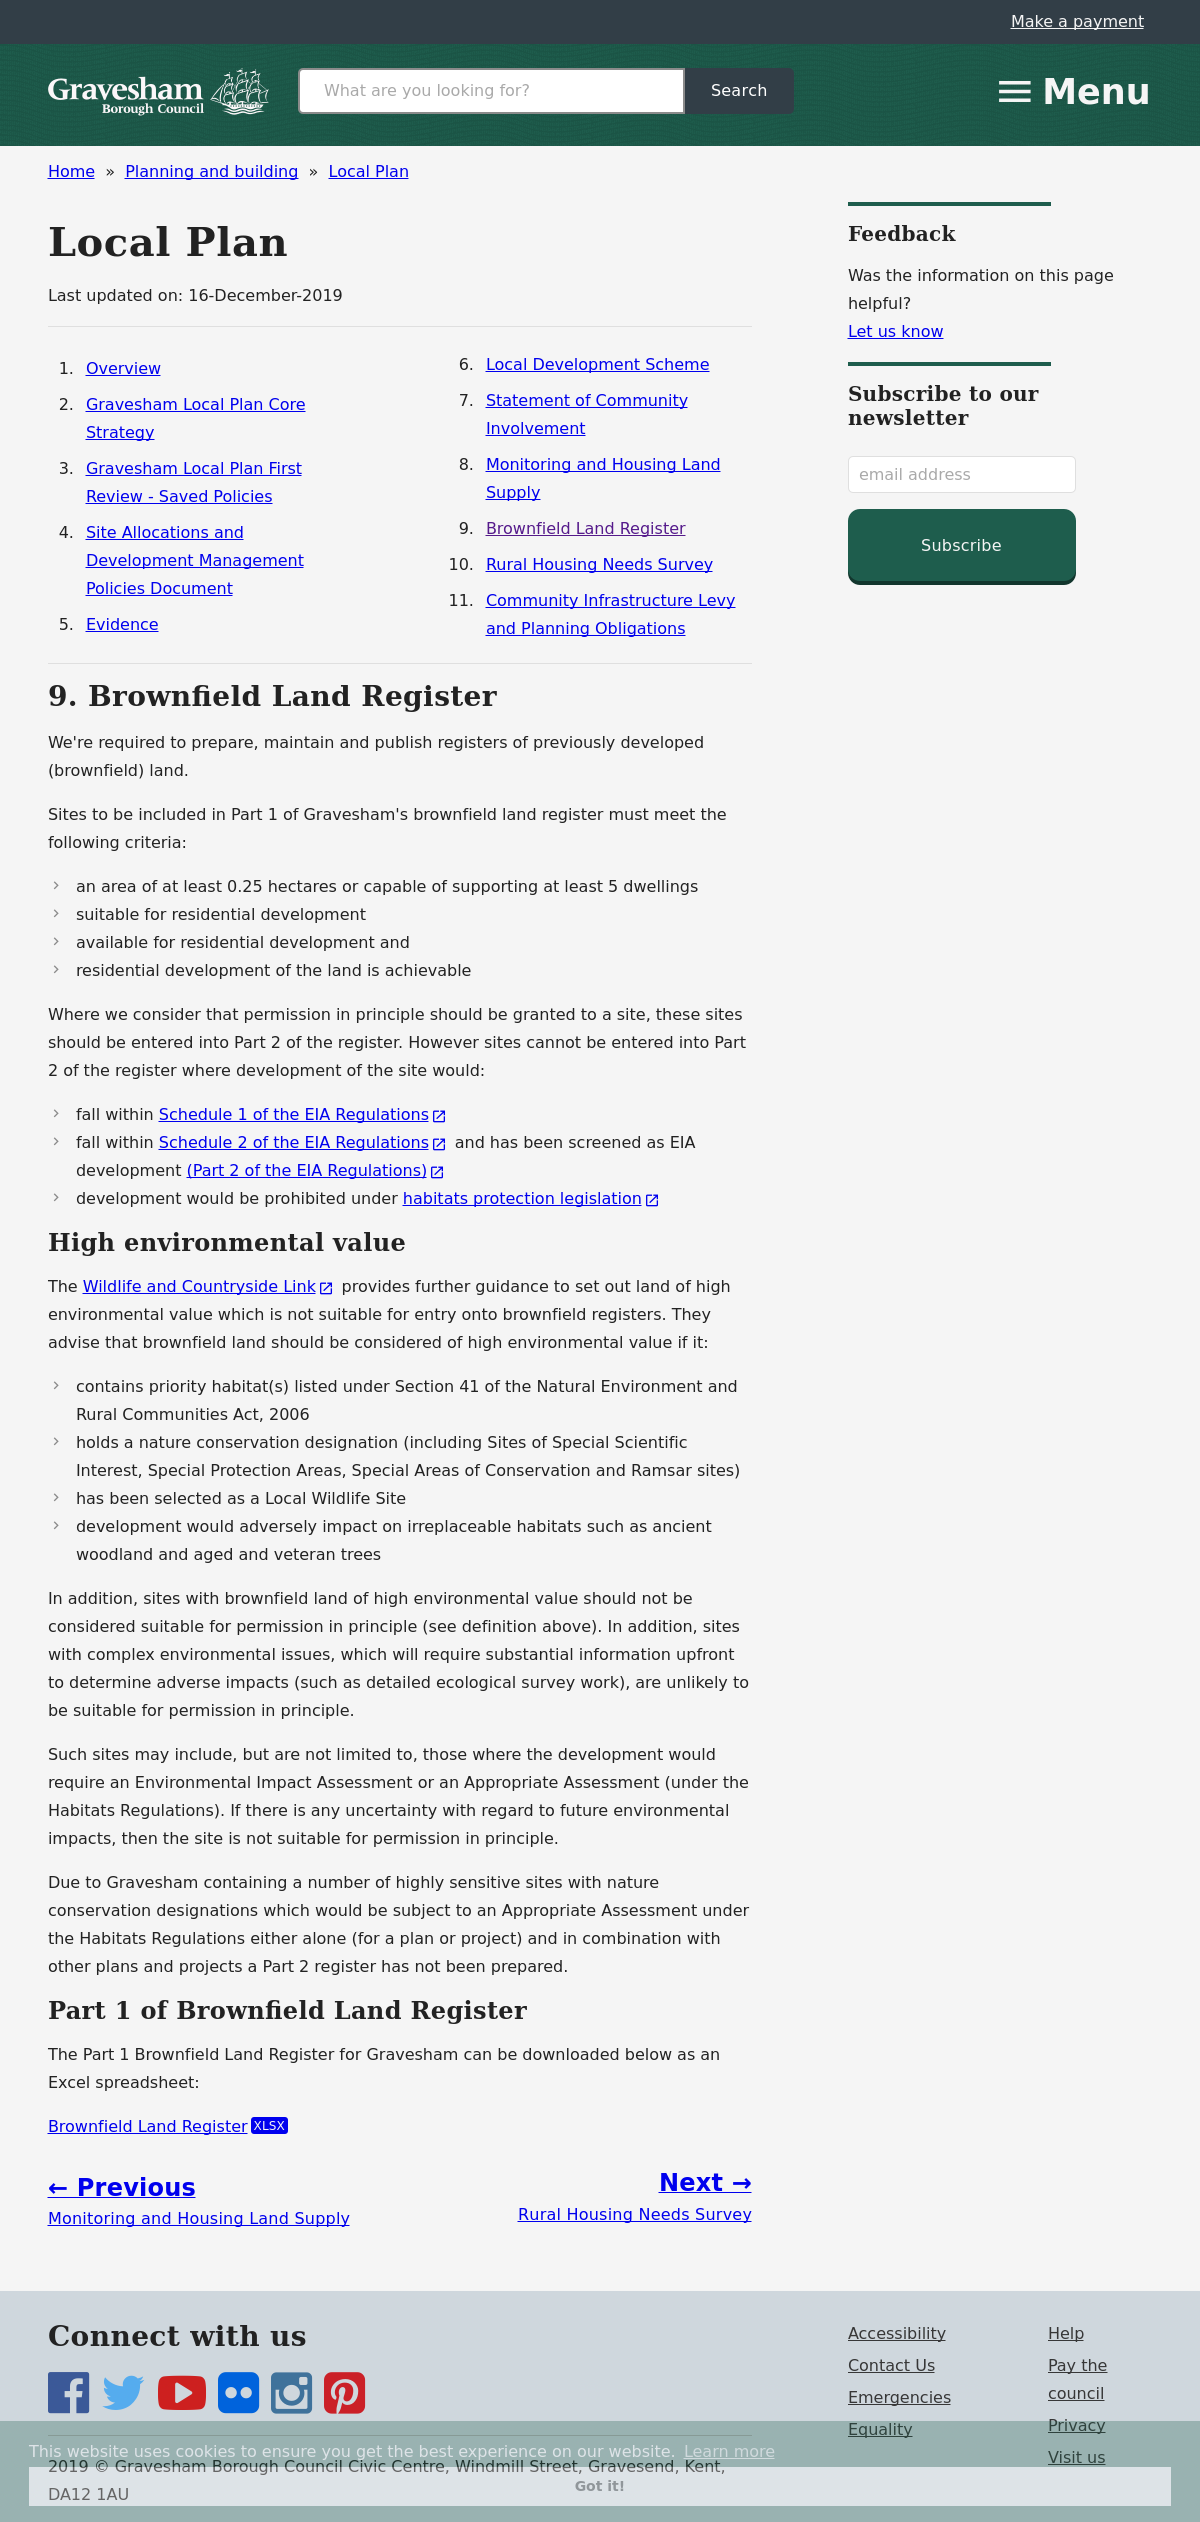 Make a payment
Gravesham
Borough Council
What are you looking for?
Search
Menu
Home » Planning and building » Local Plan
Local Plan
Last updated on: 16-December-2019
1. Overview
2. Gravesham Local Plan Core
Strategy
3. Gravesham Local Plan First
Review - Saved Policies
4. Site Allocations and
Development Management
Policies Document
5. Evidence
6. Local Development Scheme
7. Statement of Community
Involvement
8. Monitoring and Housing Land
Supply
9. Brownfield Land Register
10. Rural Housing Needs Survey
11. Community Infrastructure Levy
and Planning Obligations
9. Brownfield Land Register
We're required to prepare, maintain and publish registers of previously developed
(brownfield) land.
Sites to be included in Part 1 of Gravesham's brownfield land register must meet the
following criteria:
an area of at least 0.25 hectares or capable of supporting at least 5 dwellings
suitable for residential development
available for residential development and
residential development of the land is achievable
Where we consider that permission in principle should be granted to a site, these sites
should be entered into Part 2 of the register. However sites cannot be entered into Part
2 of the register where development of the site would:
fall within Schedule 1 of the EIA Regulations
fall within Schedule 2 of the EIA Regulations and has been screened as EIA
development (Part 2 of the EIA Regulations)
development would be prohibited under habitats protection legislation
High environmental value
The Wildlife and Countryside Link provides further guidance to set out land of high
environmental value which is not suitable for entry onto brownfield registers. They
advise that brownfield land should be considered of high environmental value if it:
contains priority habitat(s) listed under Section 41 of the Natural Environment and
Rural Communities Act, 2006
holds a nature conservation designation (including Sites of Special Scientific
Interest, Special Protection Areas, Special Areas of Conservation and Ramsar sites)
has been selected as a Local Wildlife Site
development would adversely impact on irreplaceable habitats such as ancient
woodland and aged and veteran trees
In addition, sites with brownfield land of high environmental value should not be
considered suitable for permission in principle (see definition above). In addition, sites
with complex environmental issues, which will require substantial information upfront
to determine adverse impacts (such as detailed ecological survey work), are unlikely to
be suitable for permission in principle.
Such sites may include, but are not limited to, those where the development would
require an Environmental Impact Assessment or an Appropriate Assessment (under the
Habitats Regulations). If there is any uncertainty with regard to future environmental
impacts, then the site is not suitable for permission in principle.
Due to Gravesham containing a number of highly sensitive sites with nature
conservation designations which would be subject to an Appropriate Assessment under
the Habitats Regulations either alone (for a plan or project) and in combination with
other plans and projects a Part 2 register has not been prepared.
Part 1 of Brownfield Land Register
The Part 1 Brownfield Land Register for Gravesham can be downloaded below as an
Excel spreadsheet:
Brownfield Land Register XLSX
← Previous
Monitoring and Housing Land Supply
Next →
Rural Housing Needs Survey
Feedback
Was the information on this page
helpful?
Let us know
Subscribe to our
newsletter
email address
Subscribe
Connect with us
Accessibility
Contact Us
Emergencies
Equality
Help
Pay the
council
Privacy
Visit us
This website uses cookies to ensure you get the best experience on our website. Learn more
2019 © Gravesham Borough Council Civic Centre, Windmill Street, Gravesend, Kent,
DA12 1AU
Got it!